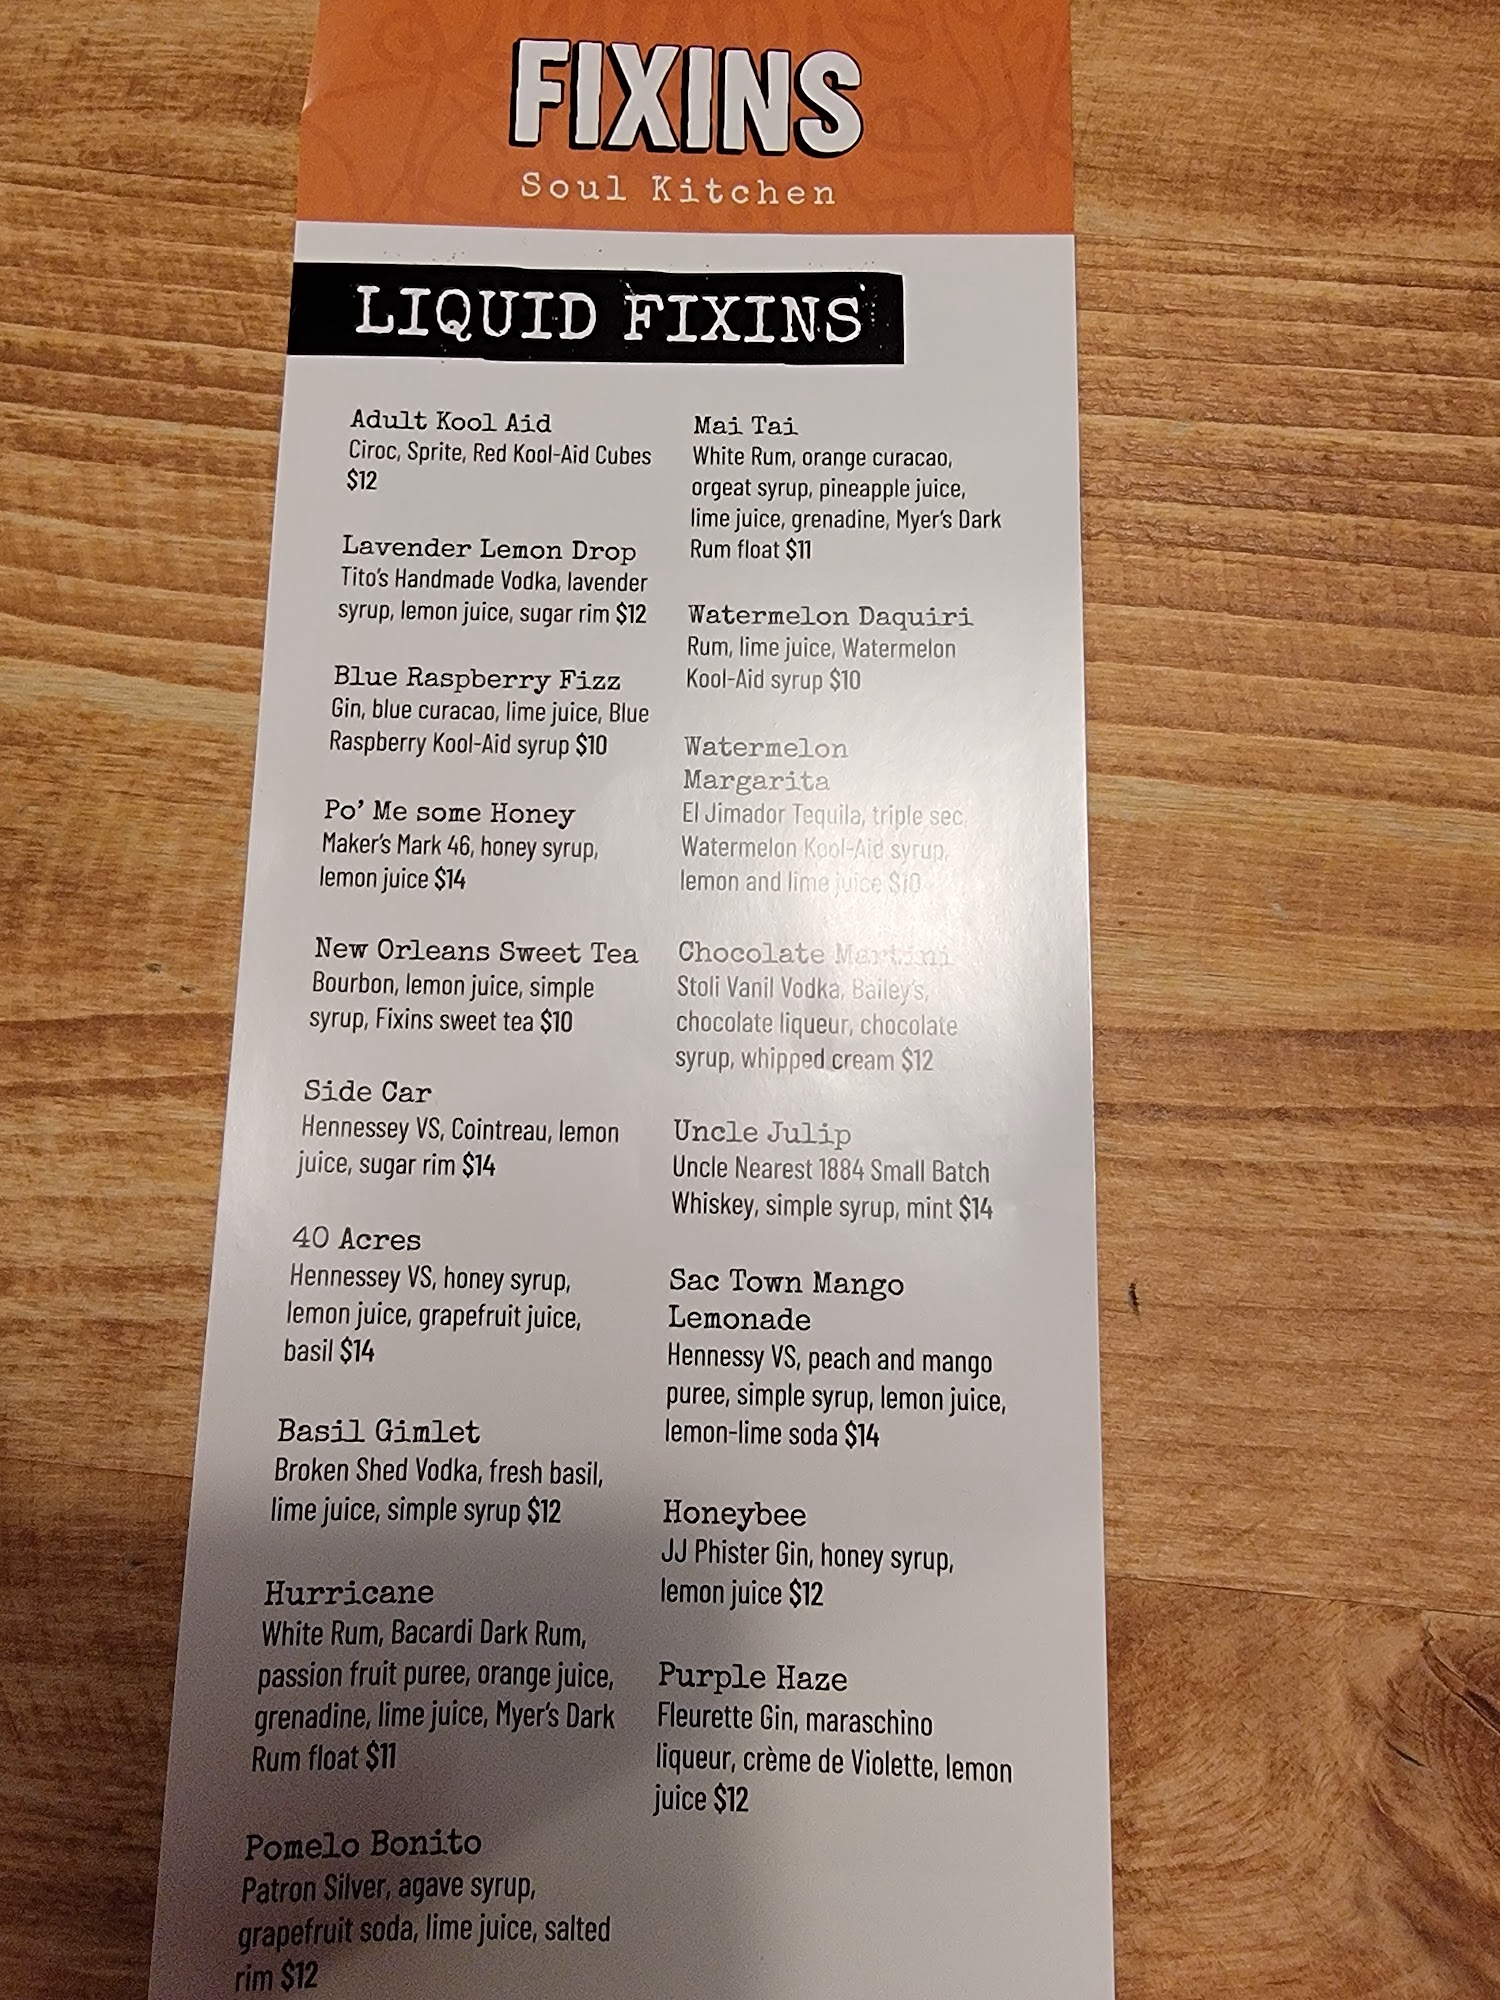 FIXINS
Soul Kitchen
LIQUID FIXINS
Adult Kool Aid
Ciroc, Sprite, Red Kool-Aid Cubes
$12
Lavender Lemon Drop
Tito's Handmade Vodka, lavender
syrup, lemon juice, sugar rim $12
Blue Raspberry Fizz
Gin, blue curacao, lime juice, Blue
Raspberry Kool-Aid syrup $10
Po' Me some Honey
Maker's Mark 46, honey syrup,
lemon juice $14
New Orleans Sweet Tea
Bourbon, lemon juice, simple
syrup, Fixins sweet tea $10
Side Car
Hennessey VS, Cointreau, lemon
juice, sugar rim $14
40 Acres
Hennessey VS, honey syrup,
lemon juice, grapefruit juice,
basil $14
Basil Gimlet
Broken Shed Vodka, fresh basil,
lime juice, simple syrup $12
Hurricane
White Rum, Bacardi Dark Rum,
passion fruit puree, orange juice,
grenadine, lime juice, Myer's Dark
Rum float $11
Pomelo Bonito
Patron Silver, agave syrup,
grapefruit soda, lime juice, salted
rim $12
Mai Tai
White Rum, orange curacao,
orgeat syrup, pineapple juice,
lime juice, grenadine, Myer's Dark
Rum float $11
Watermelon Daquiri
Rum, lime juice, Watermelon
Kool-Aid syrup $10
Watermelon
Margarita
El Jimador Tequila, triple sec,
Watermelon Kool-Aid syrup,
lemon and lime juice $10
Chocolate Martini
Stoli Vanil Vodka, Bailey's,
chocolate liqueur, chocolate
syrup, whipped cream $12
Uncle Julip
Uncle Nearest 1884 Small Batch
Whiskey, simple syrup, mint $14
Sac Town Mango
Lemonade
Hennessy VS, peach and mango
puree, simple syrup, lemon juice,
lemon-lime soda $14
Honeybee
JJ Phister Gin, honey syrup,
lemon juice $12
Purple Haze
Fleurette Gin, maraschino
liqueur, crème de Violette, lemon
juice $12